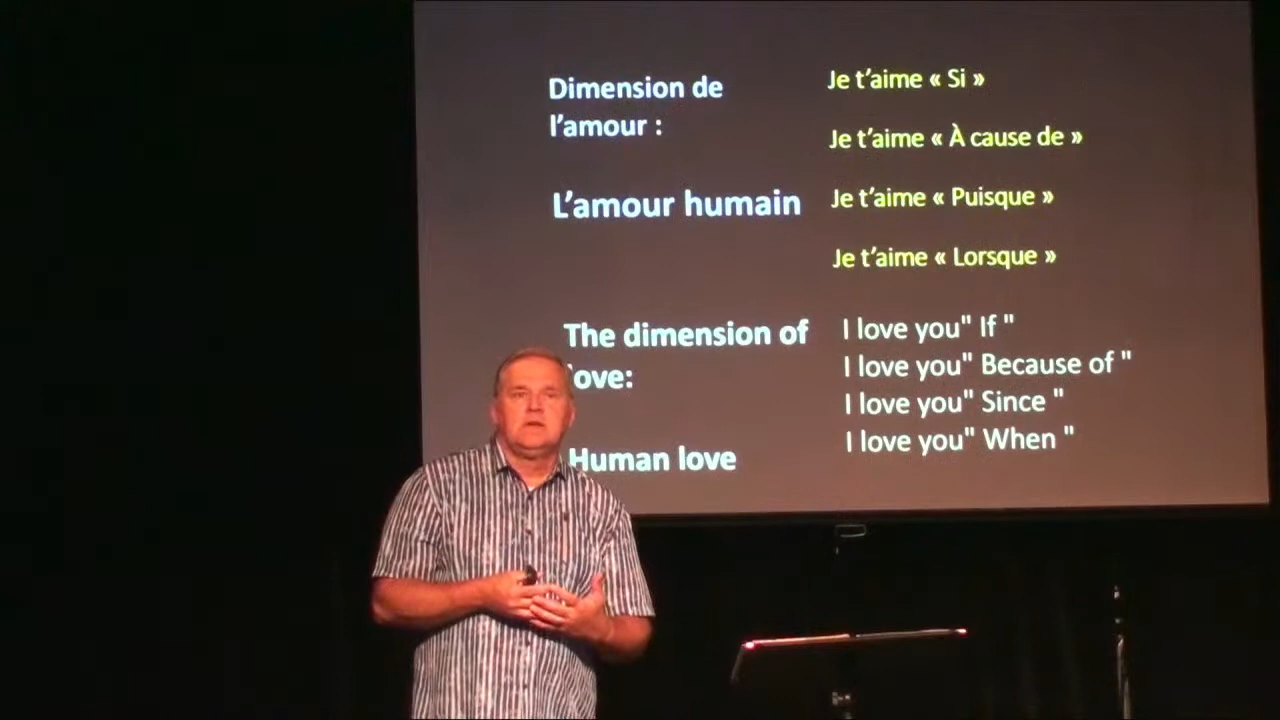 Dimension de
l'amour :
L'amour humain
Je t'aime « Si »
Je t'aime « À cause de »
Je t'aime « Puisque »
Je t'aime « Lorsque »
The dimension of
love:
Human love
I love you" If "
I love you" Because of "
I love you" Since "
I love you" When "